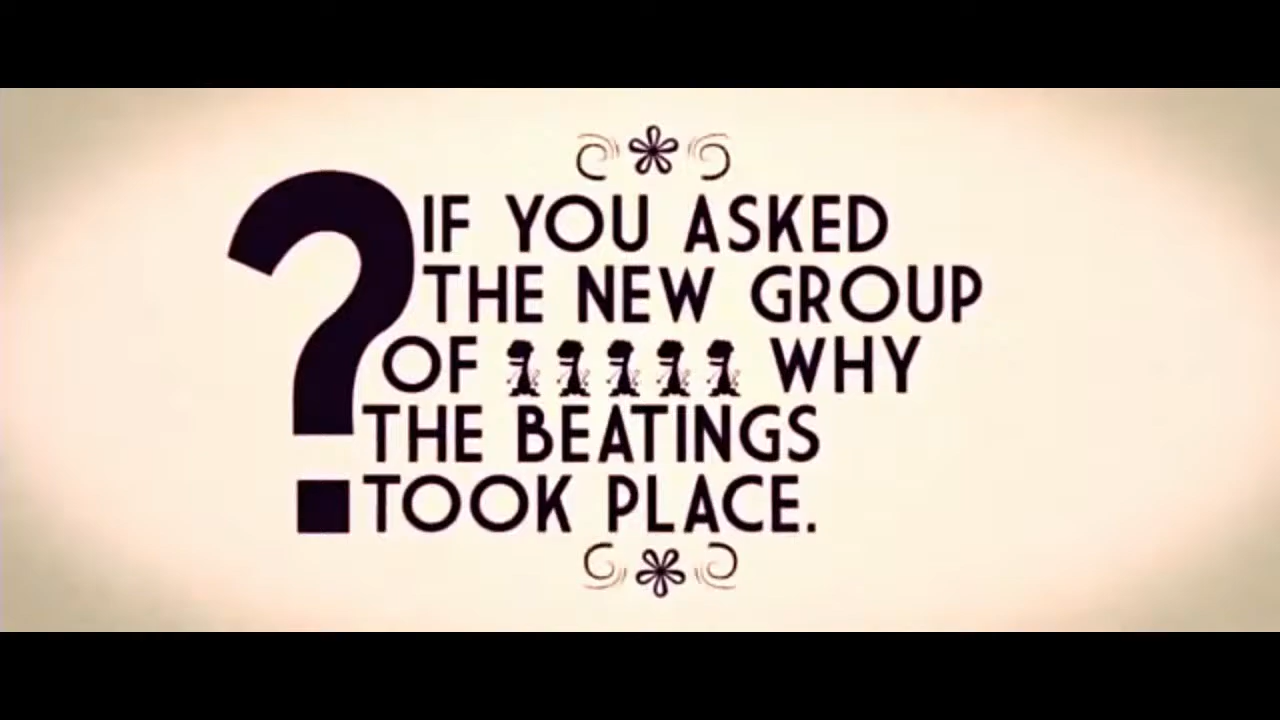 ?
IF YOU ASKED
THE NEW GROUP
OF WHY
THE BEATINGS
TOOK PLACE.